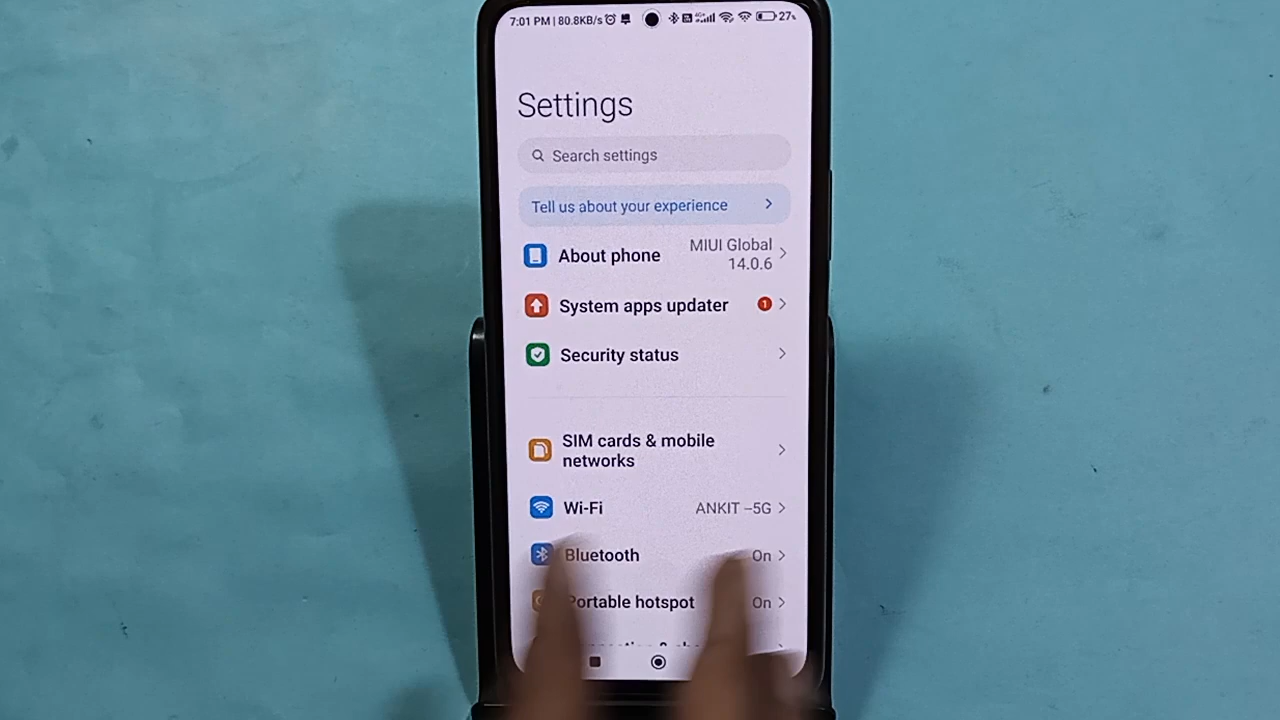 7:01 PM | 80.8KB/s 27%
Settings
Search settings
Tell us about your experience
About phone MIUI Global 14.0.6
System apps updater 1
Security status
SIM cards & mobile
networks
Wi-Fi ANKIT –5G
Bluetooth On
Portable hotspot On